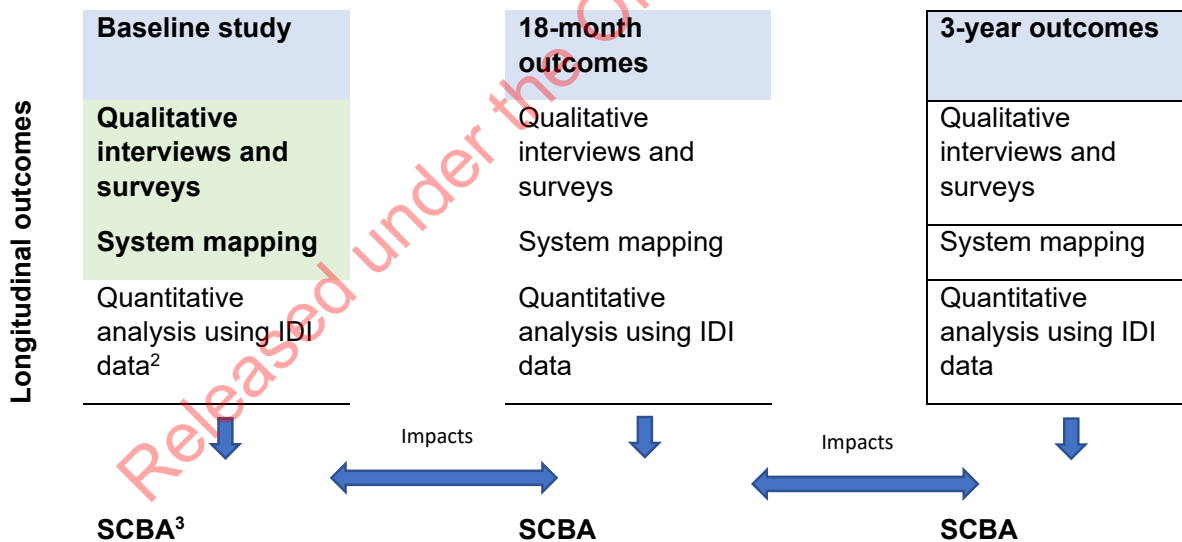 Longitudinal outcomes
Baseline study
Qualitative
interviews and
surveys
System mapping
Quantitative
analysis using IDI
data2
18-month
outcomes
Qualitative
interviews and
surveys
System mapping
Quantitative
analysis using IDI
data
3-year outcomes
Qualitative
interviews and
surveys
System mapping
Quantitative
analysis using IDI
data
Impacts
Impacts
SCBA3
SCBA
SCBA
Released under the